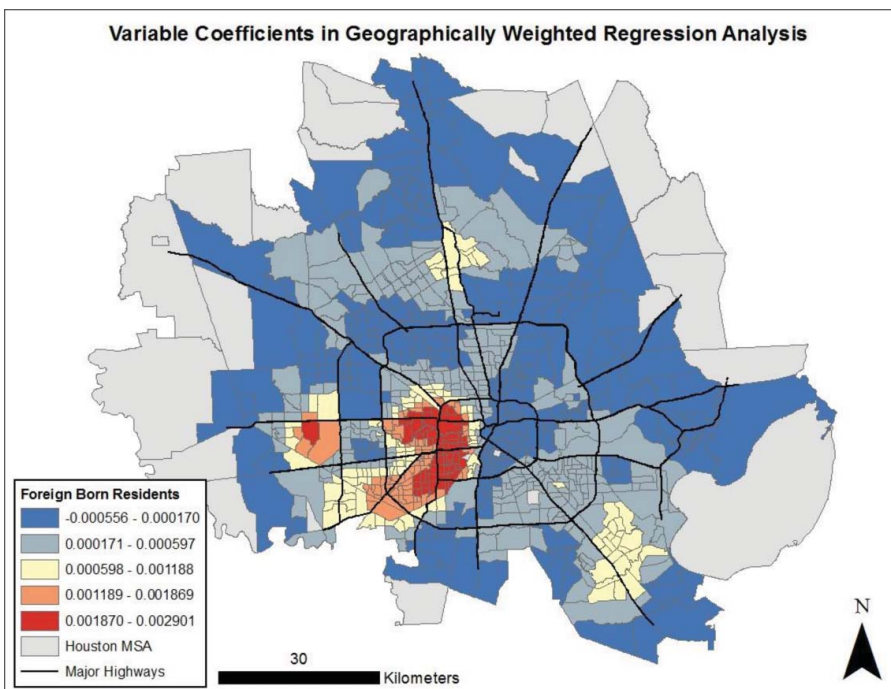 Variable Coefficients in Geographically Weighted Regression Analysis
Foreign Born Residents
-0.000556 - 0.000170
0.000171 - 0.000597
0.000598 - 0.001188
0.001189 - 0.001869
0.001870 - 0.002901
Houston MSA
Major Highways
30
Kilometers
N